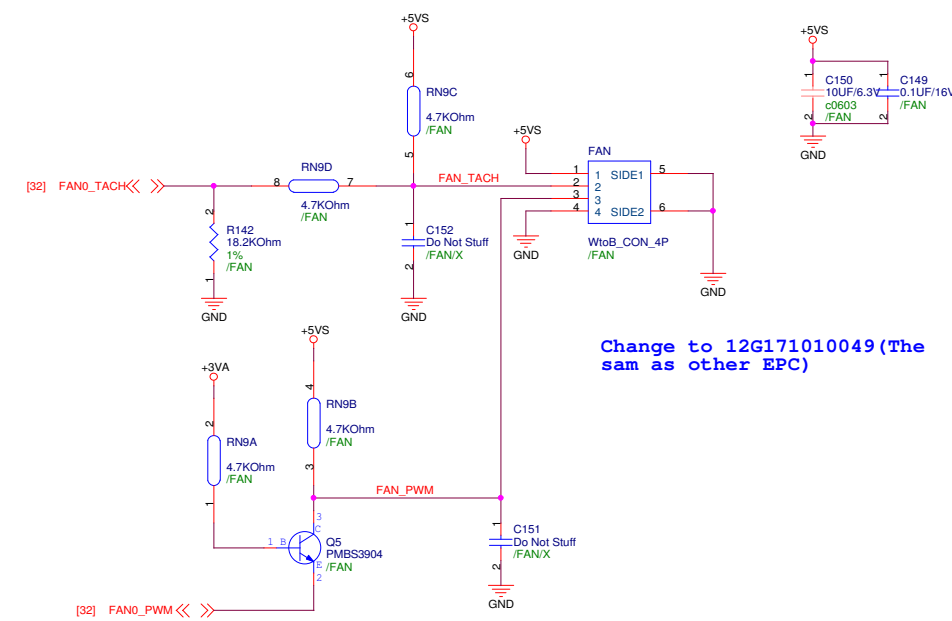 +5VS
6
RN9C
4.7KOhm
/FAN
5
+5VS
C150
10UF/6.3V
c0603
/FAN
1
2
GND
C149
0.1UF/16V
/FAN
1
2
+5VS
FAN
1 1 SIDE1 5
2 2
3 3
4 4 SIDE2 6
WtoB_CON_4P
/FAN
GND
GND
[32] FAN0_TACH
8 RN9D 7
4.7KOhm
/FAN
FAN_TACH
2
R142
18.2KOhm
1%
/FAN
1
GND
1
C152
Do Not Stuff
/FAN/X
2
GND
Change to 12G171010049(The
sam as other EPC)
+3VA
2
RN9A
4.7KOhm
/FAN
1
+5VS
4
RN9B
4.7KOhm
/FAN
3
FAN_PWM
3
C
1 B
Q5
PMBS3904
/FAN
E
2
1
C151
Do Not Stuff
/FAN/X
2
GND
[32] FAN0_PWM